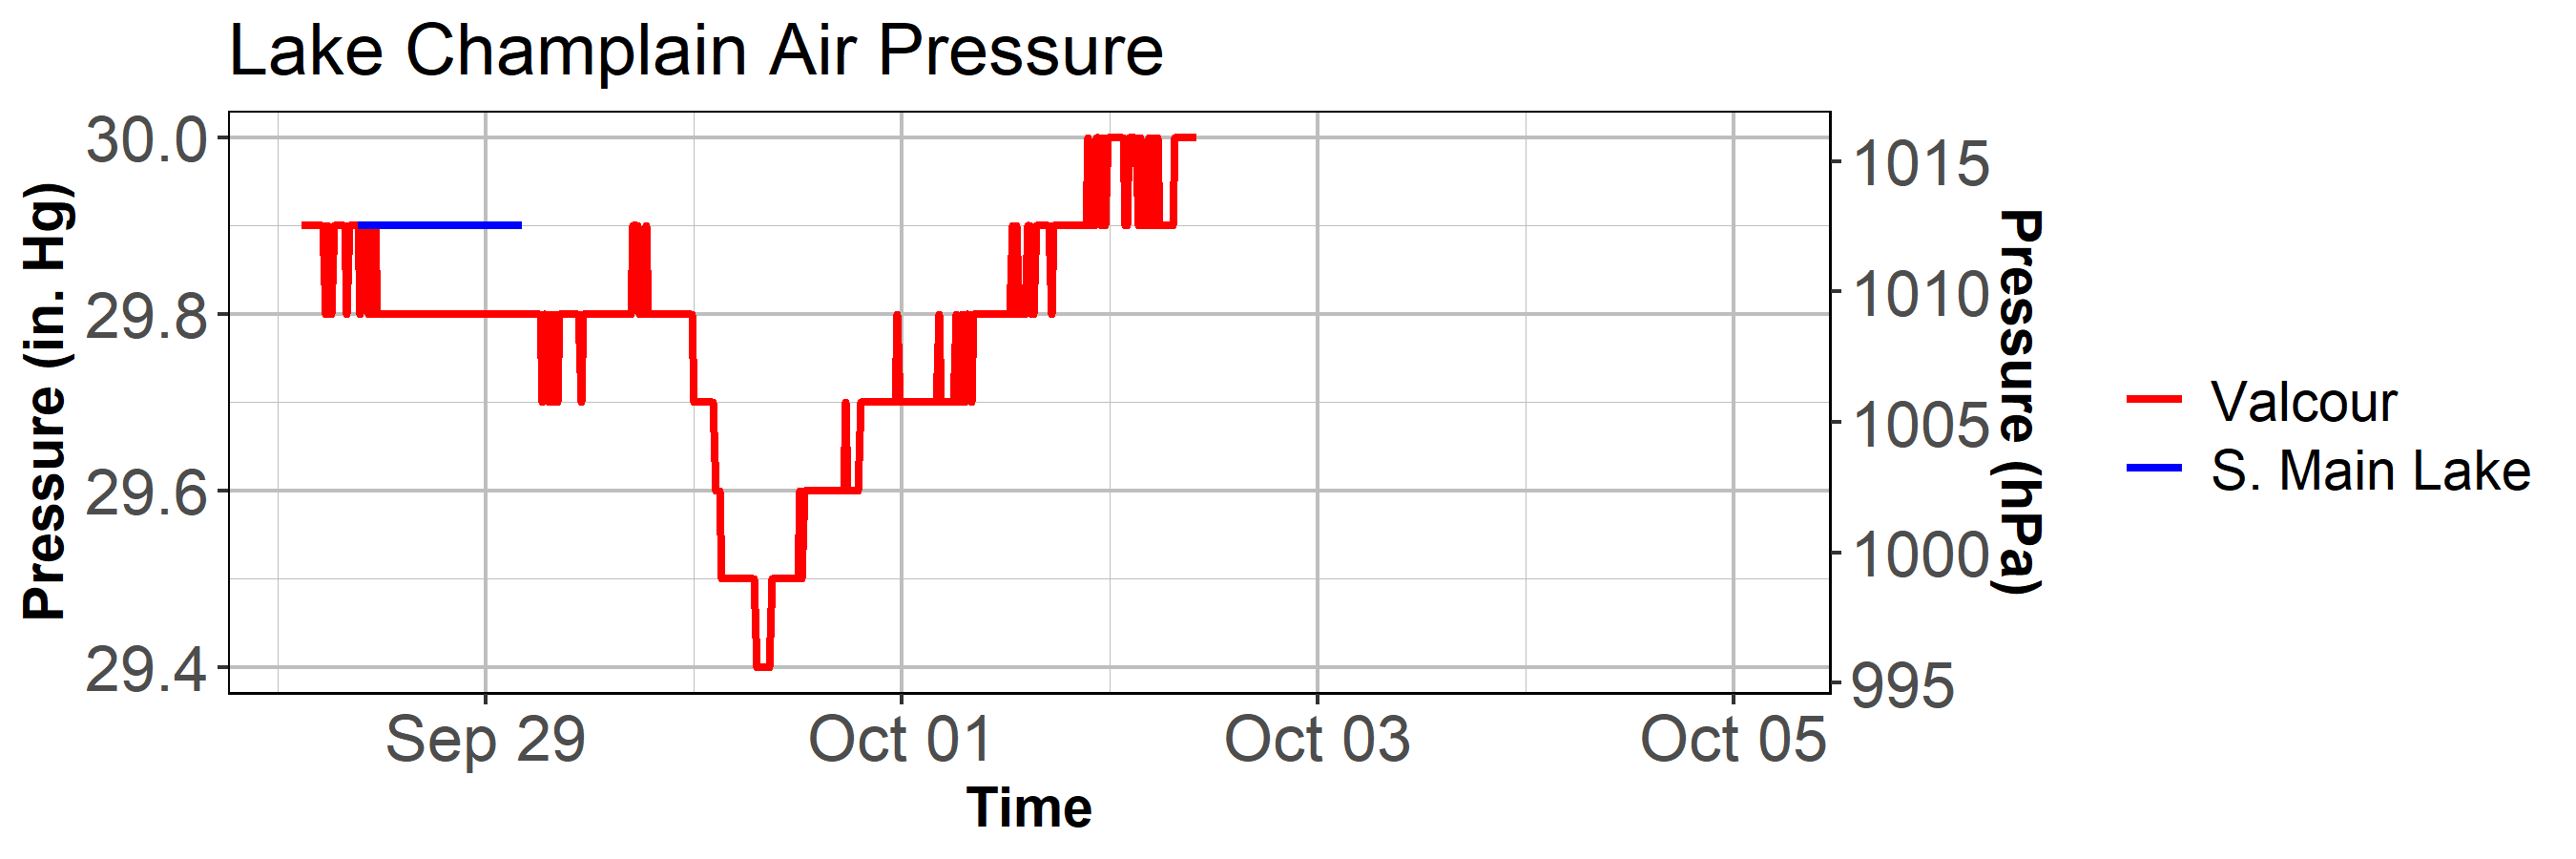 Lake Champlain Air Pressure
Pressure (in. Hg)
30.0
29.8
29.6
29.4
1015
1010
1005
1000
995
Pressure (hPa)
Sep 29
Oct 01
Oct 03
Oct 05
Time
Valcour
S. Main Lake